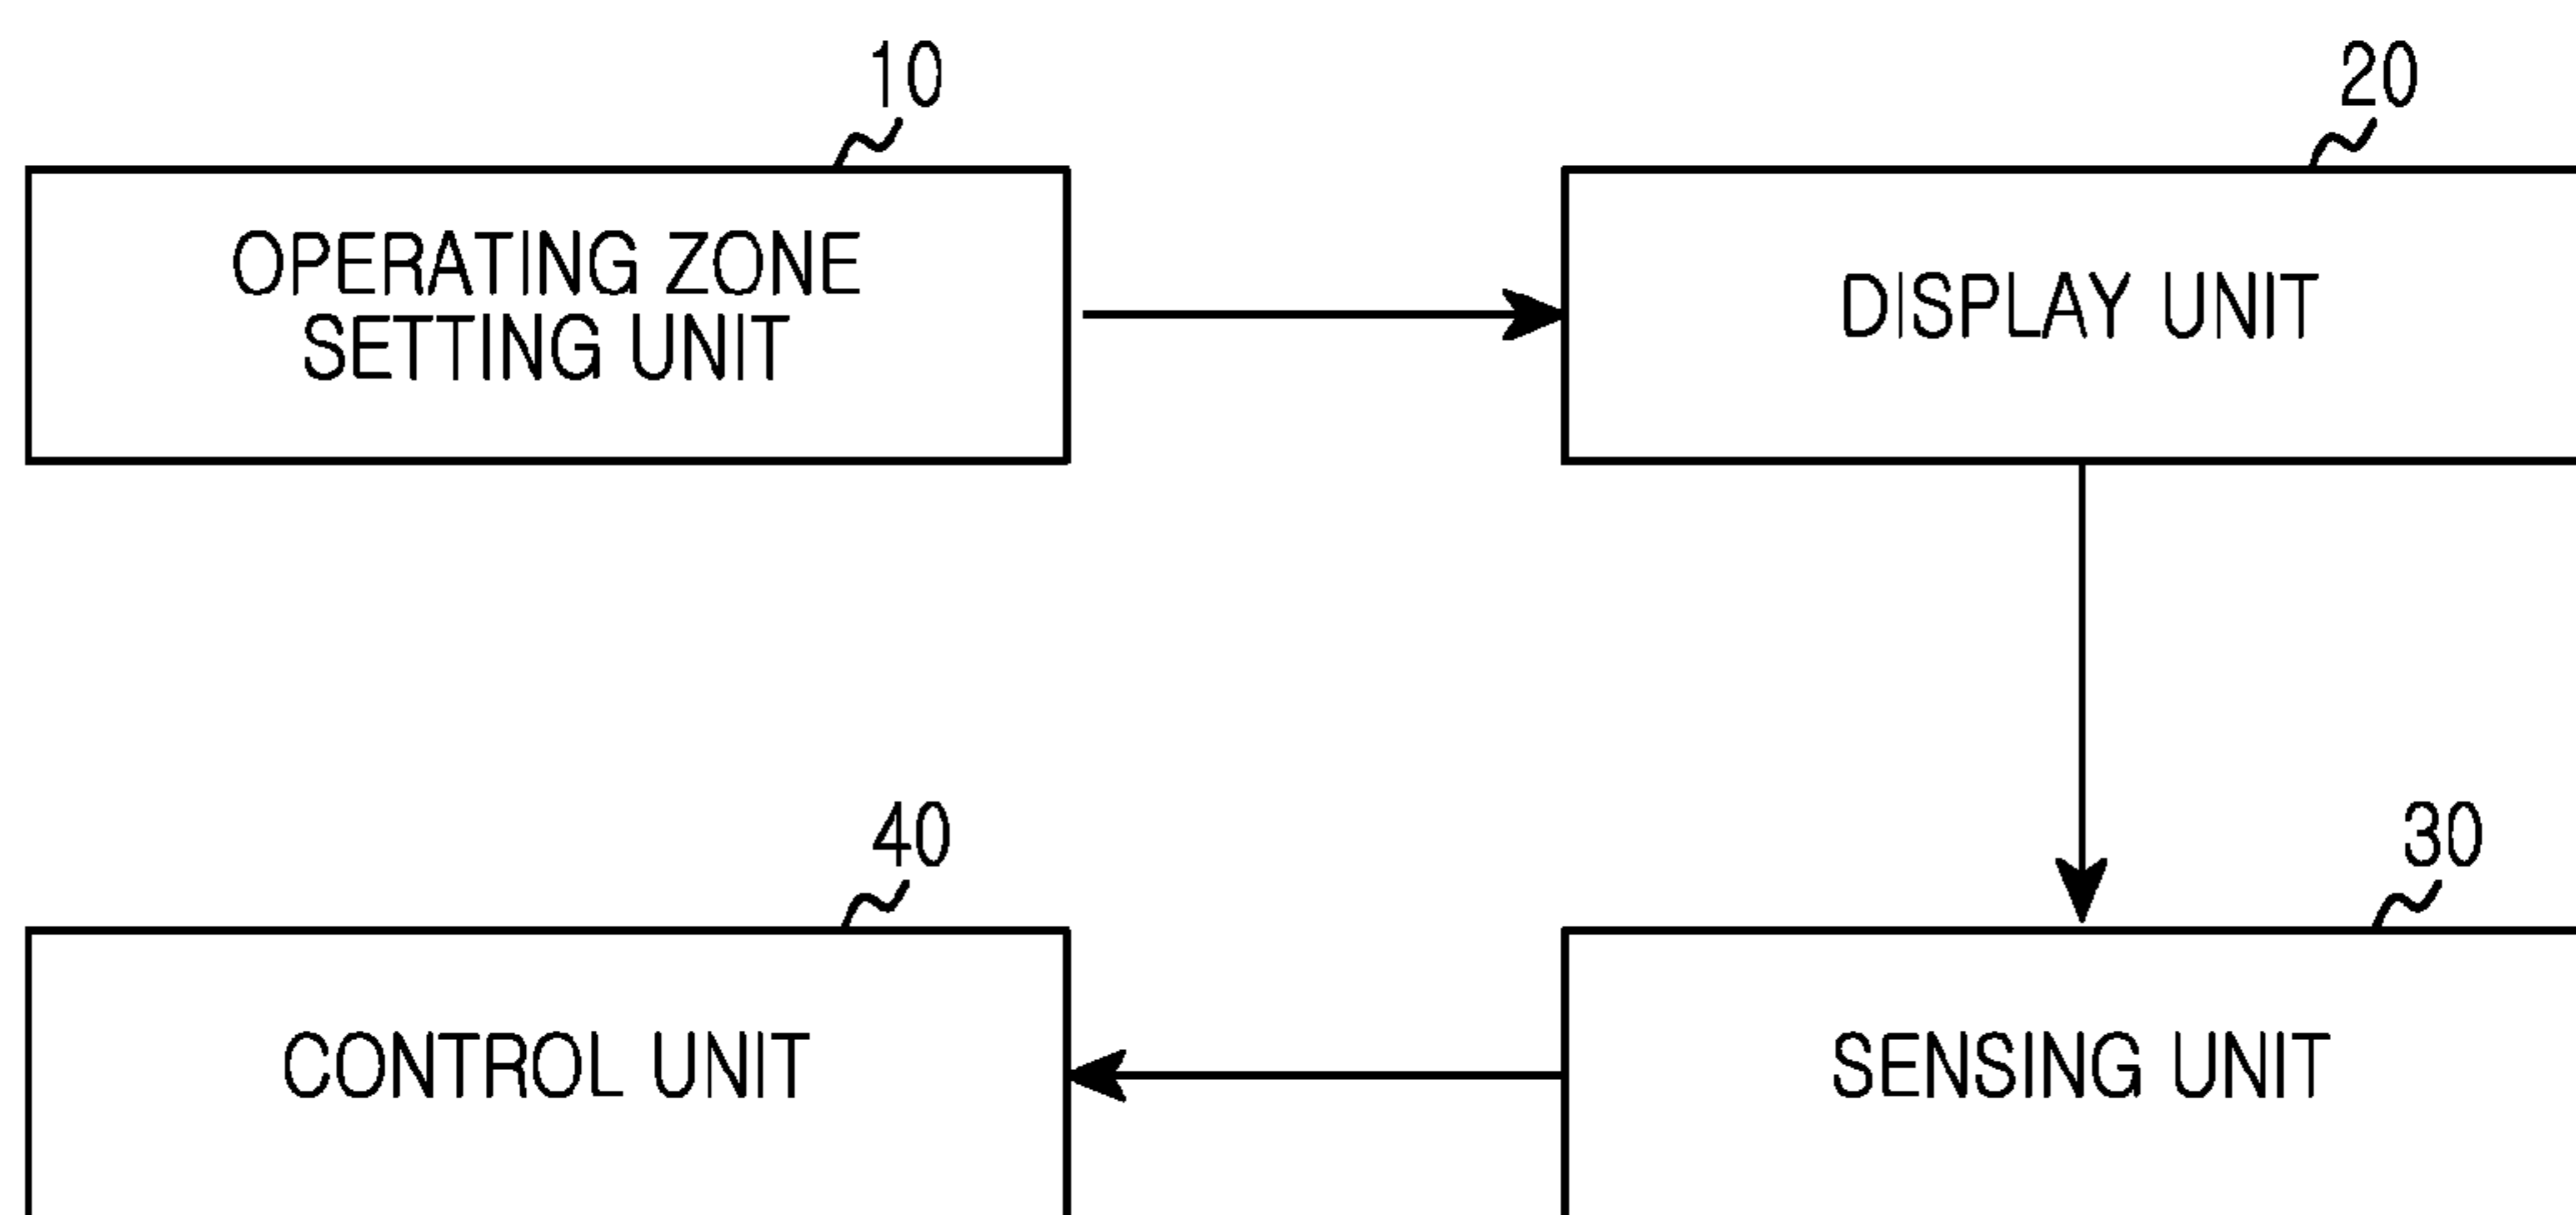 10
20
OPERATING ZONE
SETTING UNIT
DISPLAY UNIT
40
30
CONTROL UNIT
SENSING UNIT